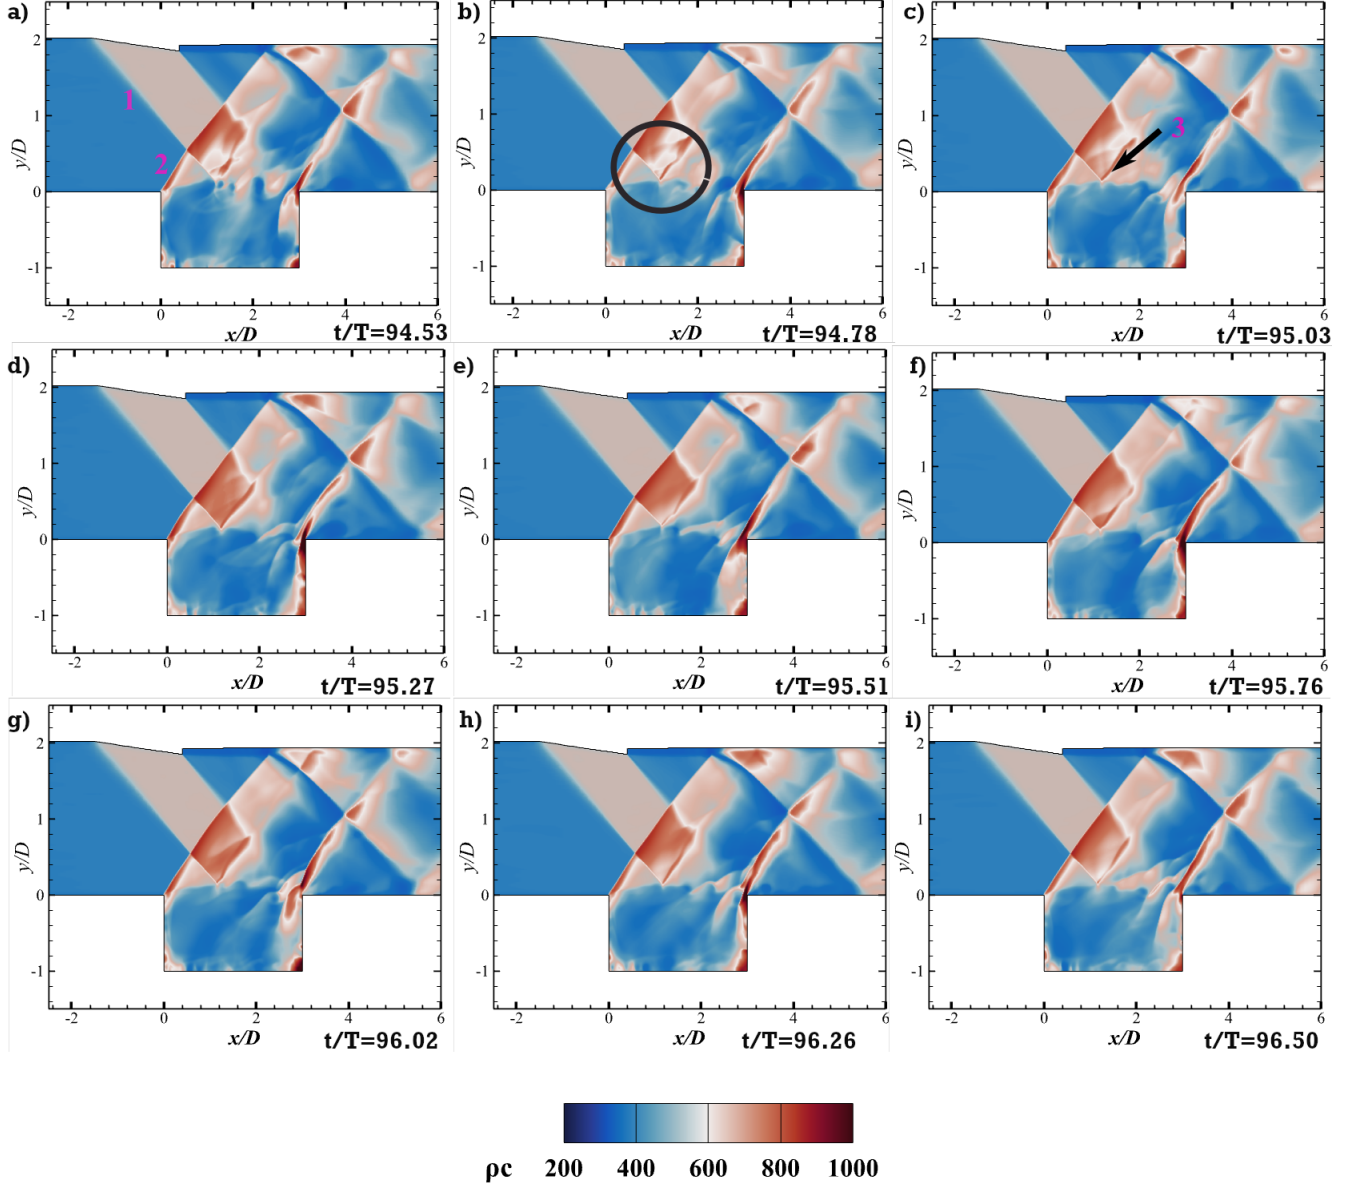 a) b) c)
2 2 2
1 3
1 1 1
y/D y/D y/D
2
0 0 0
-1 -1 -1
-2 0 2 4 6 -2 0 2 4 6 -2 0 2 4 6
x/D t/T=94.53 x/D t/T=94.78 x/D t/T=95.03
d) e) f)
2 2 2
1 1 1
y/D y/D y/D
0 0 0
-1 -1 -1
-2 0 2 4 6 -2 0 2 4 6 -2 0 2 4 6
x/D t/T=95.27 x/D t/T=95.51 x/D t/T=95.76
g) h) i)
2 2 2
1 1 1
y/D y/D y/D
0 0 0
-1 -1 -1
-2 0 2 4 6 -2 0 2 4 6 -2 0 2 4 6
x/D t/T=96.02 x/D t/T=96.26 x/D t/T=96.50
ρc 200 400 600 800 1000